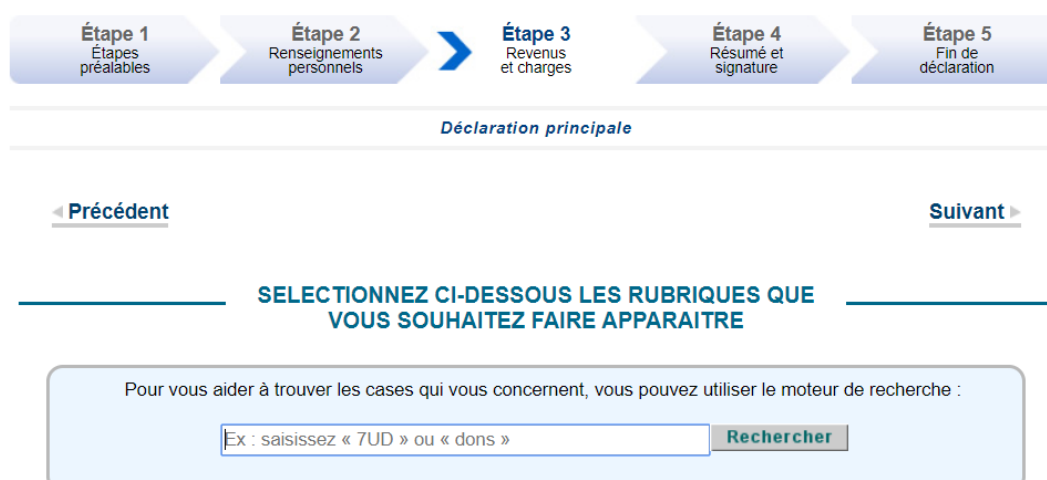 Étape 1
Étapes
préalables
Étape 2
Renseignements
personnels
Étape 3
Revenus
et charges
Étape 4
Résumé et
signature
Étape 5
Fin de
déclaration
Déclaration principale
Précédent
Suivant
SELECTIONNEZ CI-DESSOUS LES RUBRIQUES QUE
VOUS SOUHAITEZ FAIRE APPARAITRE
Pour vous aider à trouver les cases qui vous concernent, vous pouvez utiliser le moteur de recherche :
Ex : saisissez « 7UD » ou « dons »
Rechercher